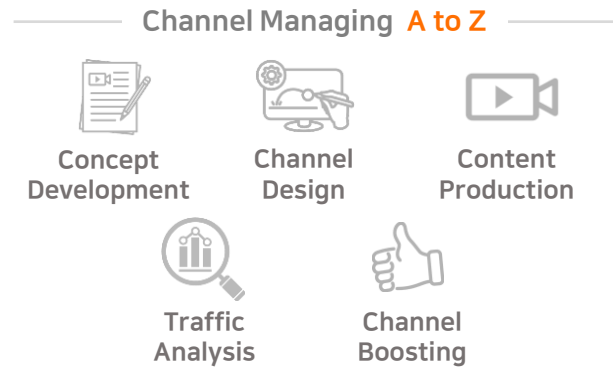 Channel Managing A to Z
Concept
Development
Channel
Design
Content
Production
Traffic
Analysis
Channel
Boosting